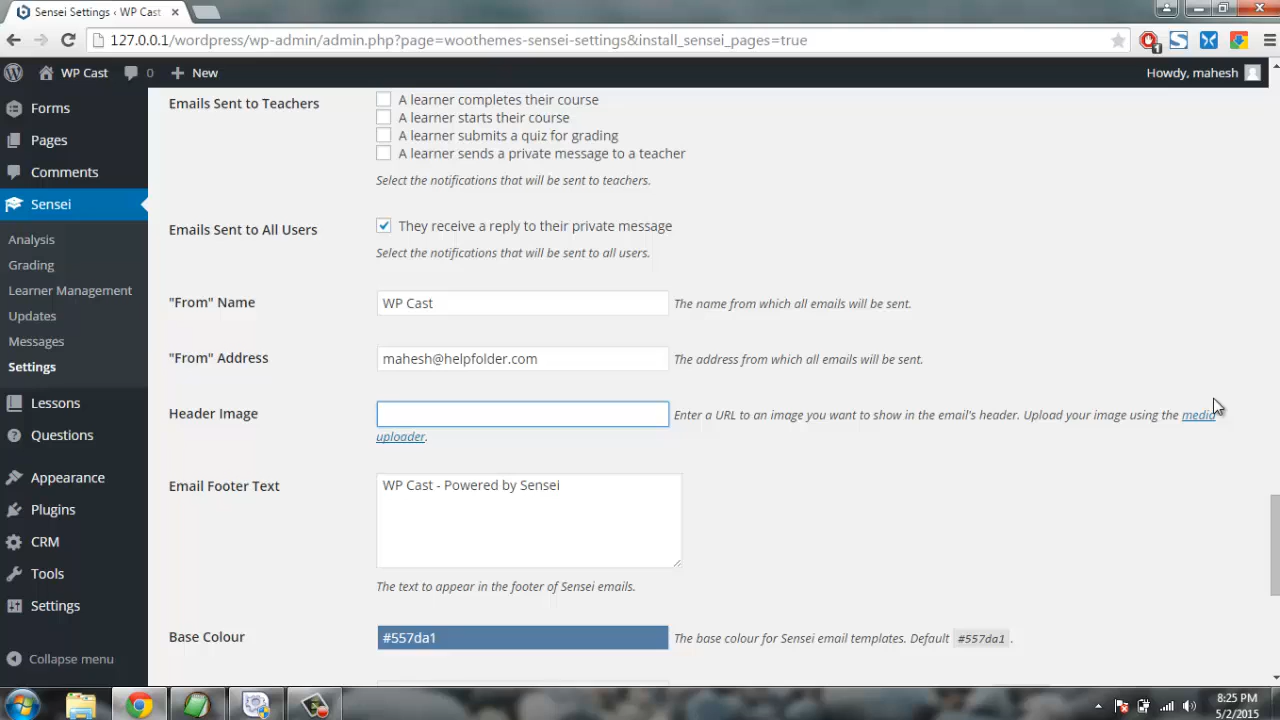 Sensei Settings ‹ WP Cast
127.0.0.1/wordpress/wp-admin/admin.php?page=woothemes-sensei-settings&install_sensei_pages=true
1
WP Cast 0 New Howdy, mahesh
Forms
Pages
Comments
Sensei
Analysis
Grading
Learner Management
Updates
Messages
Settings
Lessons
Questions
Appearance
Plugins
CRM
Tools
Settings
Collapse menu
Emails Sent to Teachers
A learner completes their course
A learner starts their course
A learner submits a quiz for grading
A learner sends a private message to a teacher
Select the notifications that will be sent to teachers.
Emails Sent to All Users
They receive a reply to their private message
Select the notifications that will be sent to all users.
"From" Name WP Cast The name from which all emails will be sent.
"From" Address mahesh@helpfolder.com The address from which all emails will be sent.
Header Image Enter a URL to an image you want to show in the email's header. Upload your image using the media
uploader.
Email Footer Text WP Cast - Powered by Sensei
The text to appear in the footer of Sensei emails.
Base Colour #557da1 The base colour for Sensei email templates. Default #557da1 .
8:25 PM
5/2/2015